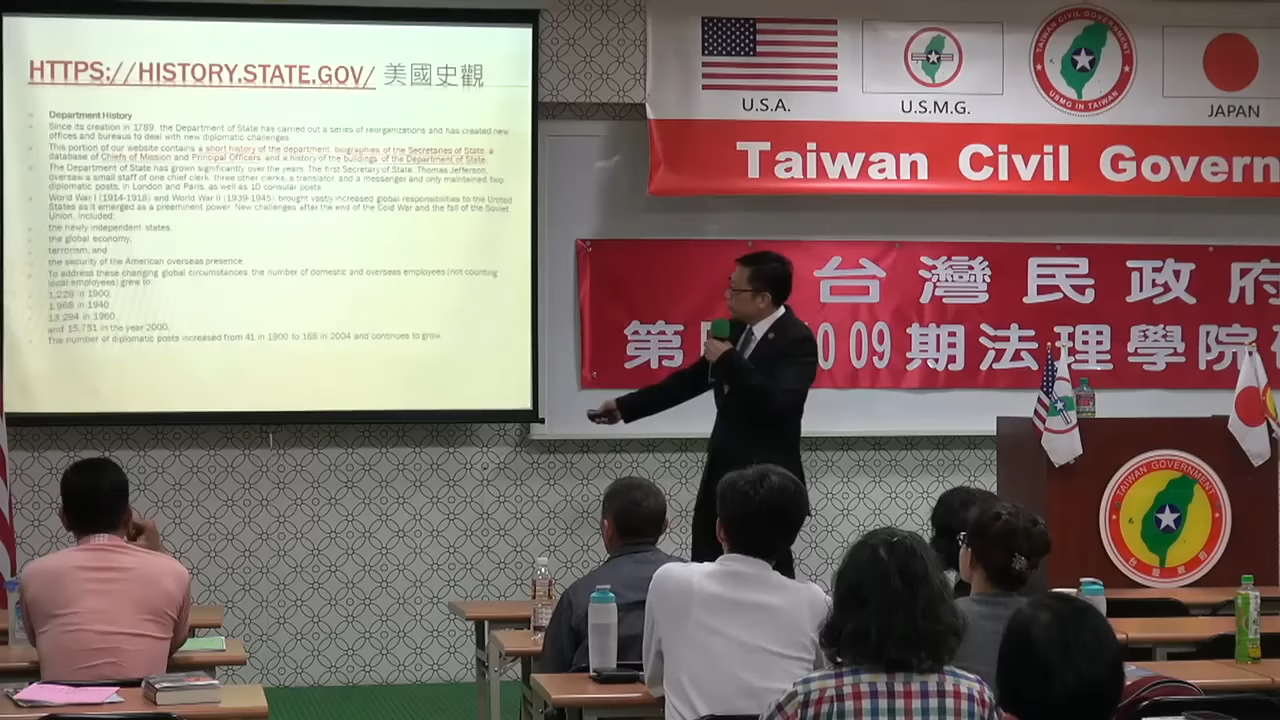 HTTPS://HISTORY.STATE.GOV/ 美國史觀
Department History
Since its creation in 1789, the Department of State has carried out a series of reorganizations and has created new
offices and bureaus to deal with new diplomatic challenges
This portion of our website contains a short history of the department, biographies of the Secretaries of State, a
database of Chiefs of Mission and Principal Officers, and a history of the buildings of the Department of State.
The Department of State has grown significantly over the years. The first Secretary of State, Thomas Jefferson,
oversaw a small staff of one chief clerk, three other clerks, a translator, and a messenger and only maintained two
diplomatic posts, in London and Paris, as well as 10 consular posts.
World War I (1914-1918) and World War II (1939-1945) brought vastly increased global responsibilities to the United
States as it emerged as a preeminent power. New challenges after the end of the Cold War and the fall of the Soviet
Union, included:
the newly independent states,
the global economy,
terrorism, and
the security of the American overseas presence
To address these changing global circumstances, the number of domestic and overseas employees (not counting
local employees) grew to:
1,228 in 1900,
1,968 in 1940,
13,294 in 1960,
and 15,751 in the year 2000.
The number of diplomatic posts increased from 41 in 1900 to 168 in 2004 and continues to grow.
U.S.A.
U.S.M.G.
TAIWAN CIVIL GOVERNMENT
USMG IN TAIWAN
JAPAN
Taiwan Civil Govern
台灣民政府
第 0 09 期法理學院
TAIWAN GOVERNMENT
台灣政府